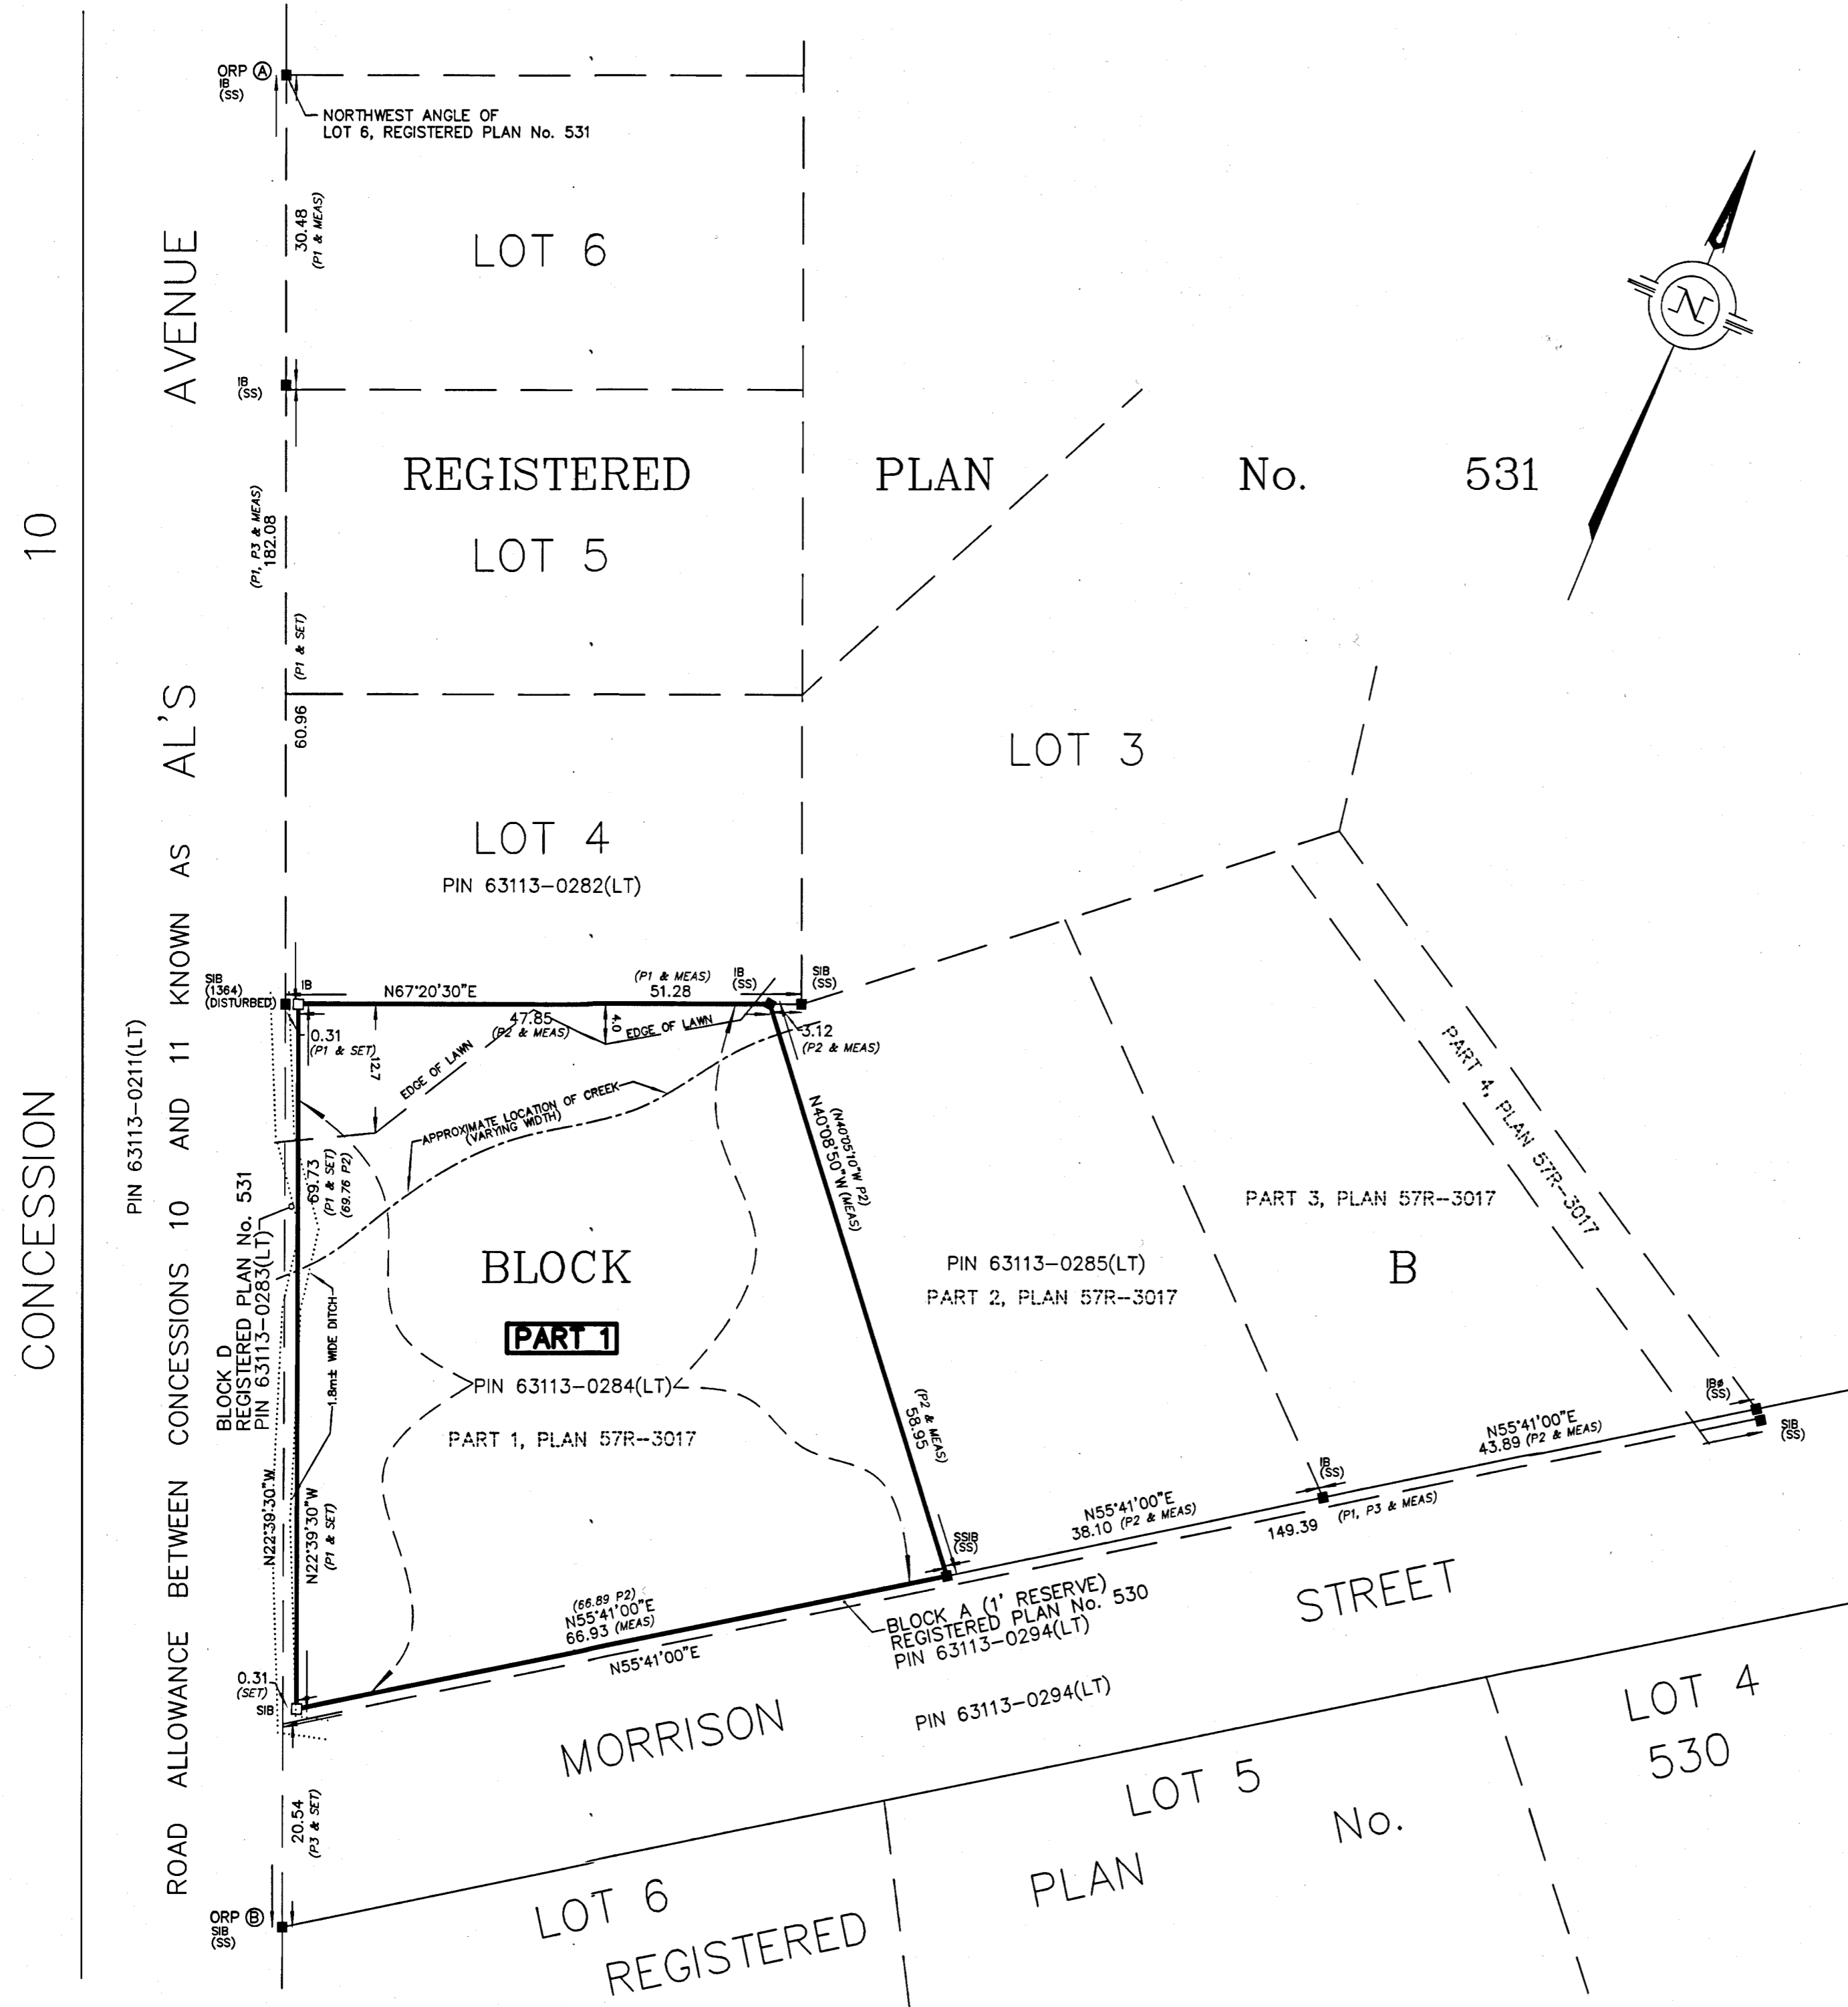 ORP Ⓐ
IB
(SS)
NORTHWEST ANGLE OF
LOT 6, REGISTERED PLAN No. 531
30.48
(P1 & MEAS)
LOT 6
AVENUE
N
IB
(SS)
REGISTERED PLAN No. 531
10
(P1, P3 & MEAS)
182.08
LOT 5
(P1 & SET)
60.96
AL'S
LOT 3
LOT 4
PIN 63113-0282(LT)
SIB
(1364)
(DISTURBED)
IB
N67°20'30"E
(P1 & MEAS)
51.28
IB
(SS)
SIB
(SS)
47.85
(P2 & MEAS)
4.0
EDGE OF LAWN
3.12
(P2 & MEAS)
0.31
(P1 & SET)
12.7
EDGE OF LAWN
APPROXIMATE LOCATION OF CREEK
(VARYING WIDTH)
PIN 63113-0211(LT)
ROAD ALLOWANCE BETWEEN CONCESSIONS 10 AND 11 KNOWN AS
CONCESSION
69.73
(P1 & SET)
(69.76 P2)
(N40°05'10"W P2)
N40°08'50"W (MEAS)
PART 4, PLAN 57R-3017
PART 3, PLAN 57R-3017
BLOCK B
BLOCK D
REGISTERED PLAN No. 531
PIN 63113-0283(LT)
1.8m± WIDE DITCH
PIN 63113-0285(LT)
PART 2, PLAN 57R-3017
PART 1
PIN 63113-0284(LT)
PART 1, PLAN 57R-3017
(P2 & MEAS)
58.95
N22°39'30"W
N22°39'30"W
(P1 & SET)
IBø
(SS)
SIB
(SS)
N55°41'00"E
43.89 (P2 & MEAS)
IB
(SS)
N55°41'00"E
38.10 (P2 & MEAS)
149.39 (P1, P3 & MEAS)
SSIB
(SS)
(66.89 P2)
N55°41'00"E
66.93 (MEAS)
N55°41'00"E
BLOCK A (1' RESERVE)
REGISTERED PLAN No. 530
PIN 63113-0294(LT)
0.31
(SET)
SIB
MORRISON STREET
PIN 63113-0294(LT)
20.54
(P3 & SET)
ORP Ⓑ
SIB
(SS)
LOT 6
LOT 5
LOT 4
REGISTERED PLAN No. 530